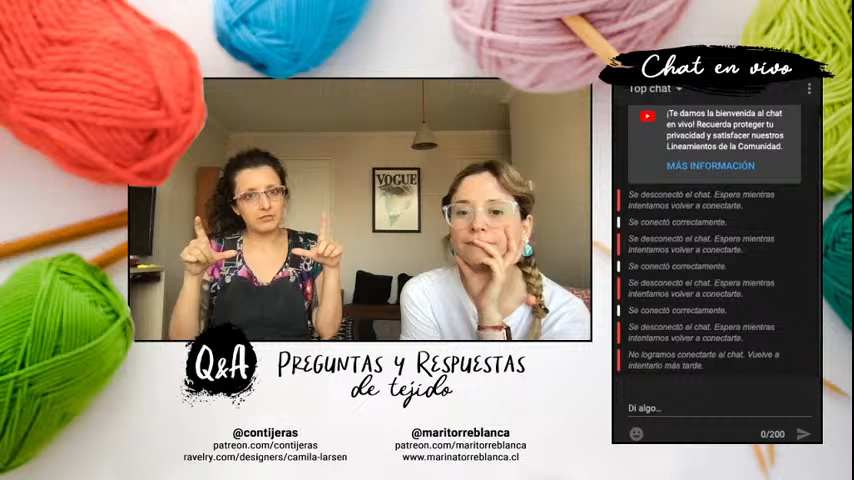 Chat en vivo
Top chat
¡Te damos la bienvenida al chat
en vivo! Recuerda proteger tu
privacidad y satisfacer nuestros
Lineamientos de la Comunidad.
MÁS INFORMACIÓN
Se desconectó el chat. Espera mientras
intentamos volver a conectarte.
Se conectó correctamente.
Se desconectó el chat. Espera mientras
intentamos volver a conectarte.
Se conectó correctamente.
Se desconectó el chat. Espera mientras
intentamos volver a conectarte.
Se conectó correctamente.
Se desconectó el chat. Espera mientras
intentamos volver a conectarte.
No logramos conectarte al chat. Vuelve a
intentarlo más tarde.
Di algo...
0/200
VOGUE
Q&A
Preguntas y Respuestas
de tejido
@contijeras
patreon.com/contijeras
ravelry.com/designers/camila-larsen
@maritorreblanca
patreon.com/maritorreblanca
www.marinatorreblanca.cl